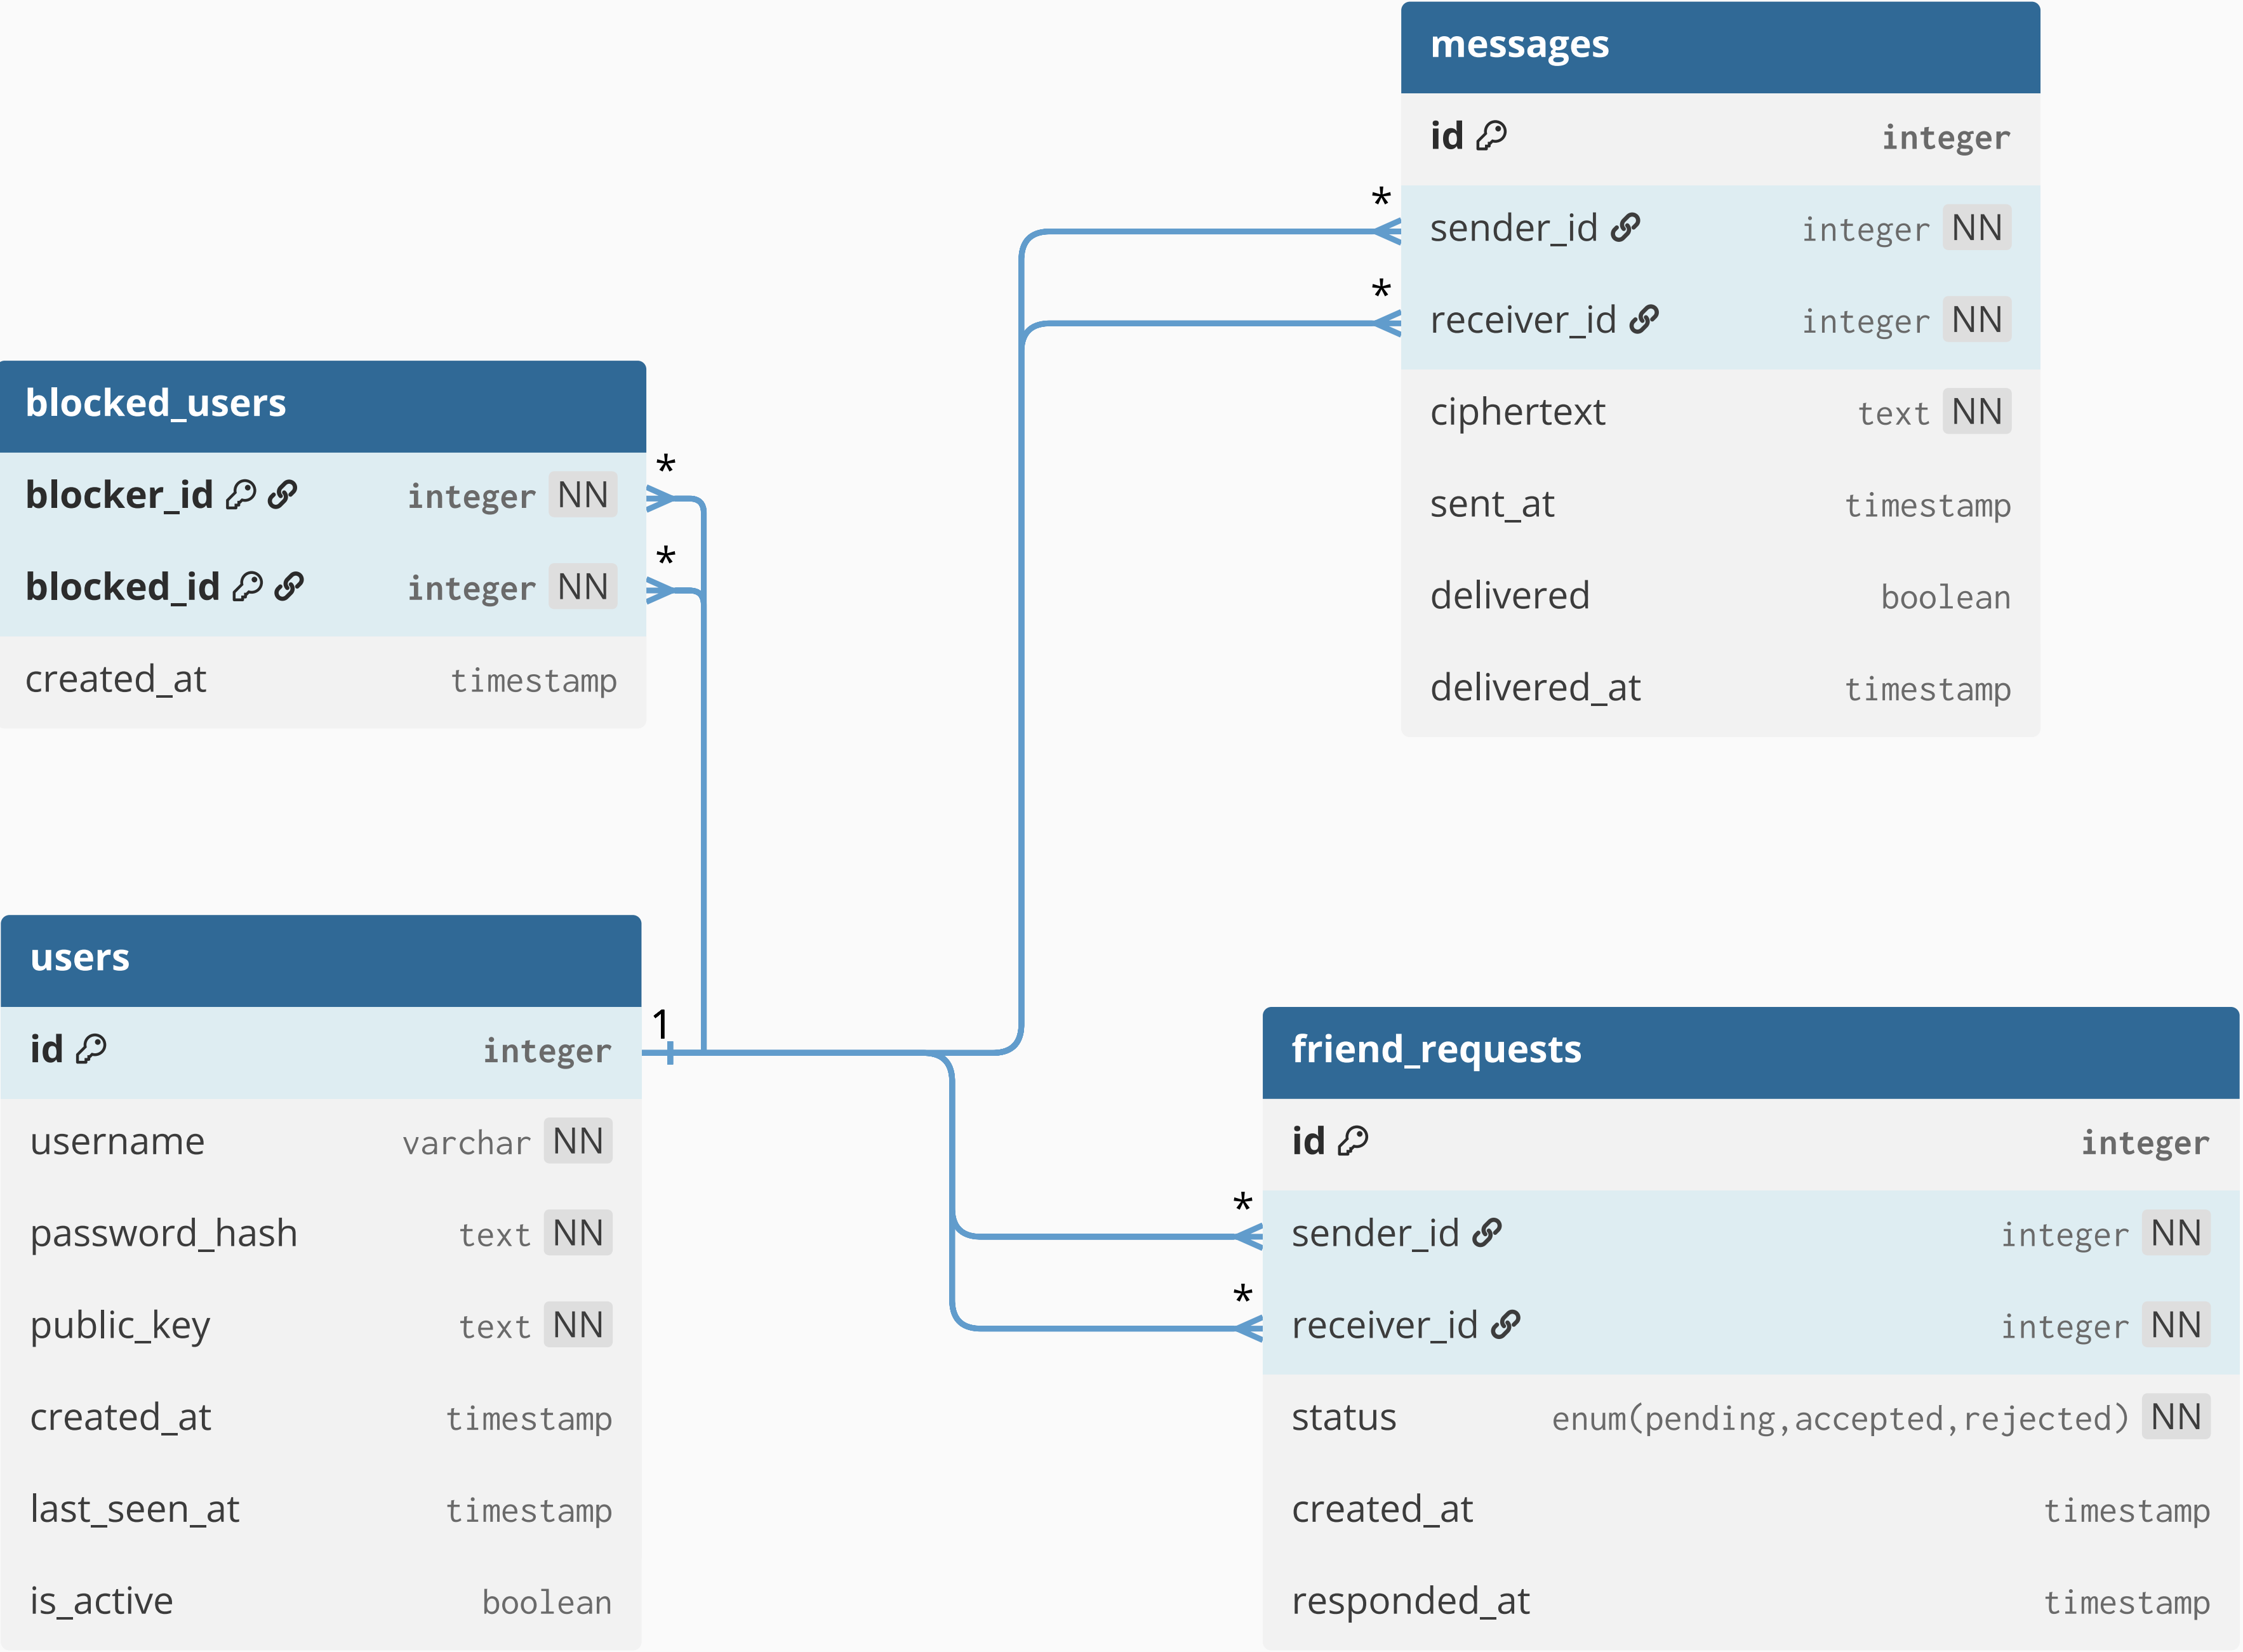 messages
id integer
* sender_id integer NN
* receiver_id integer NN
ciphertext text NN
sent_at timestamp
delivered boolean
delivered_at timestamp
blocked_users
blocker_id integer NN *
blocked_id integer NN *
created_at timestamp
users
id integer 1
username varchar NN
password_hash text NN
public_key text NN
created_at timestamp
last_seen_at timestamp
is_active boolean
friend_requests
id integer
* sender_id integer NN
* receiver_id integer NN
status enum(pending,accepted,rejected) NN
created_at timestamp
responded_at timestamp